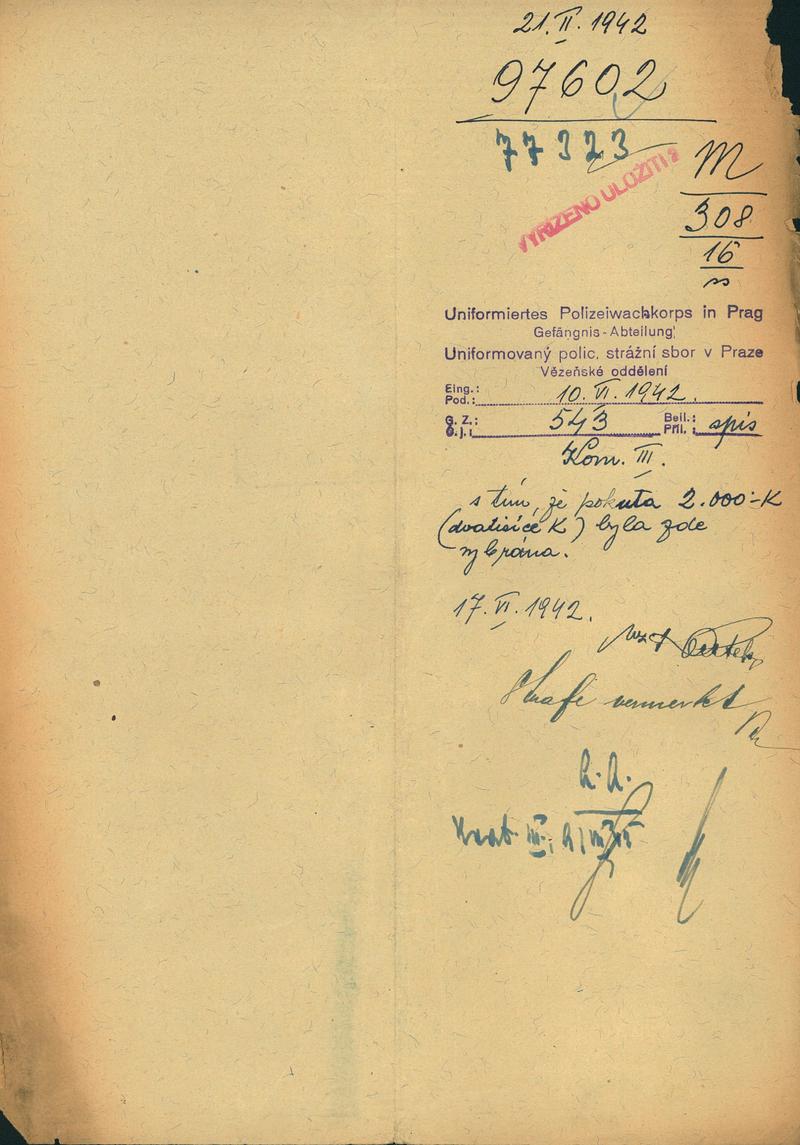 21. II. 1942
97602
77323
VYŘÍZENO ULOŽITI ?
M
308
16
Uniformiertes Polizeiwachkorps in Prag
Gefängnis-Abteilung
Uniformovaný polic. strážní sbor v Praze
Vězeňské oddělení
Eing.:
Pod.: 10. VI. 1942.
G. Z.:
Č. j.: 543 Beil.:
Příl.: spis
Kom. III.
s tím, že pokuta 2.000·-K
(dvatisíce K) byla zde
vybrána.
17. VI. 1942.
Strafe vermerkt